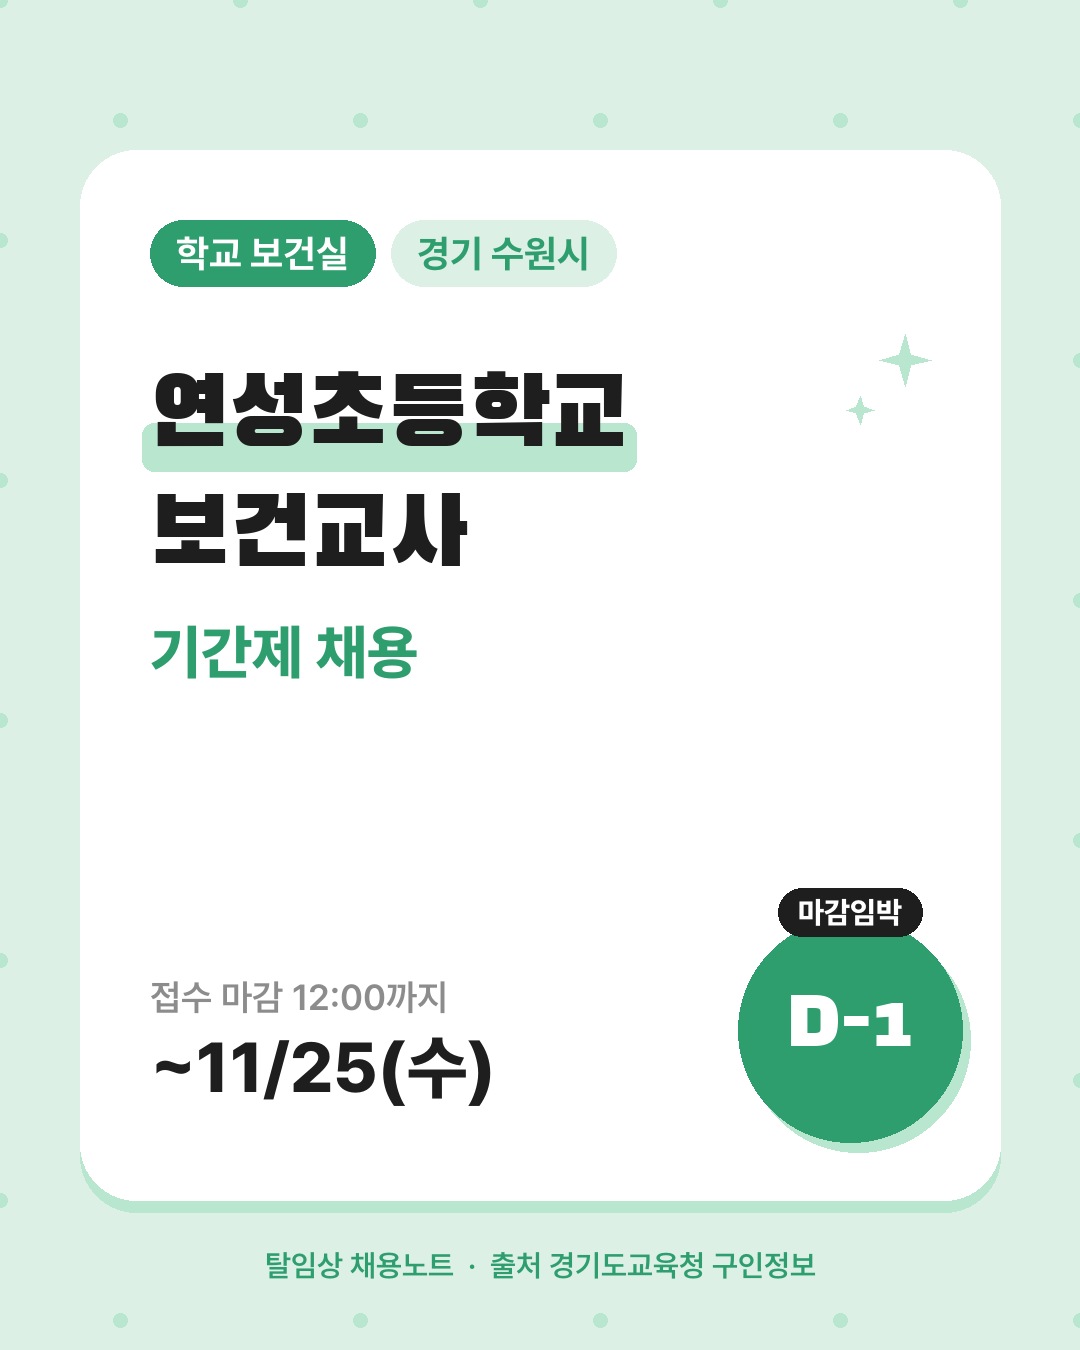 학교 보건실
경기 수원시
연성초등학교
보건교사
기간제 채용
마감임박
D-1
접수 마감 12:00까지
~11/25(수)
탈임상 채용노트 · 출처 경기도교육청 구인정보